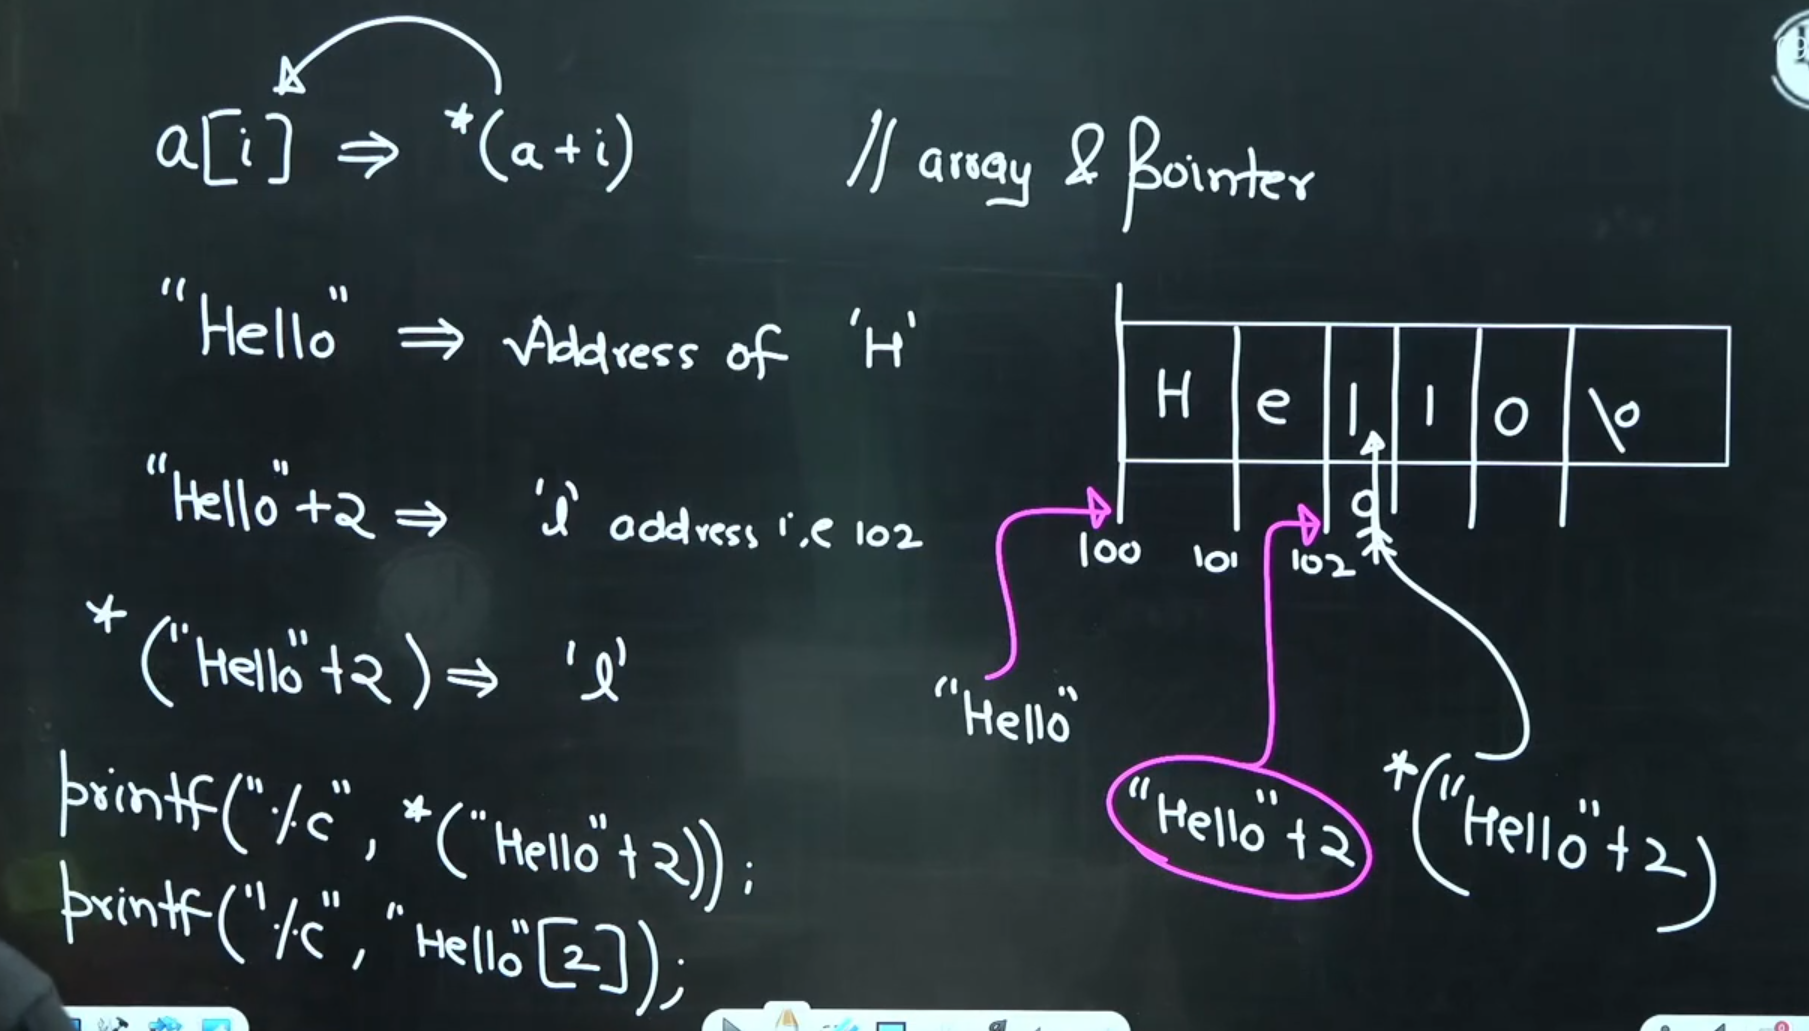 a[i] ⇒ *(a+i) // array & pointer
"Hello" ⇒ Address of 'H'
"Hello"+2 ⇒ 'l' address i.e 102
*("Hello"+2) ⇒ 'l'
printf("%c", *("Hello"+2));
printf("%c", "Hello"[2]);
H e l l o \0
100 101 102
"Hello"
"Hello"+2
*("Hello"+2)